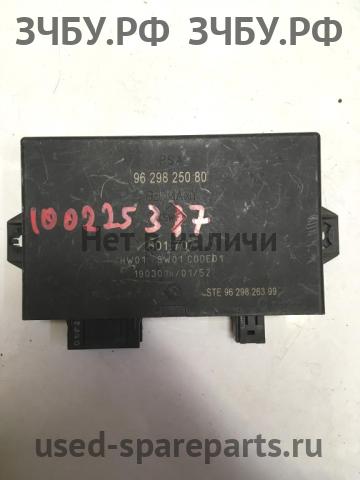 ЗЧБУ.РФ ЗЧБУ.РФ
PSA
96 298 250 80
100225377
Нет в наличи
HW01 SW01 CODED1
STE 96 298 263 99
used-spareparts.ru